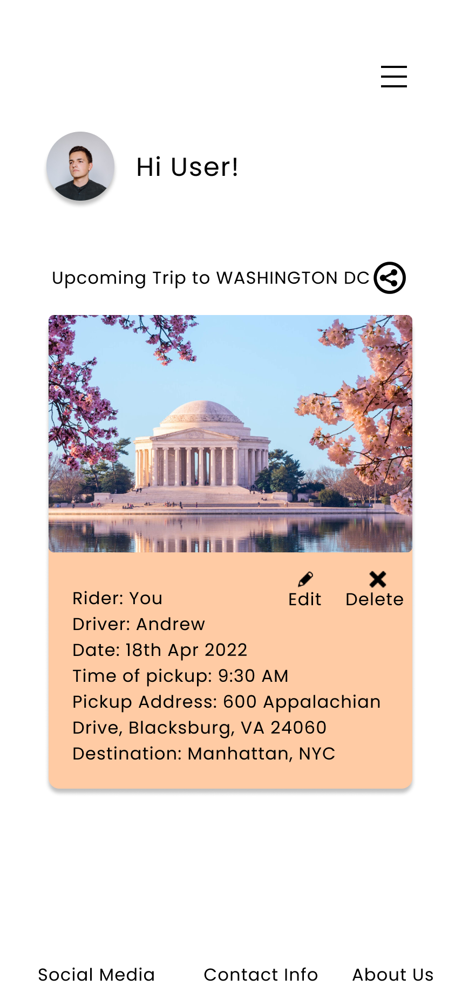 Hi User!
Upcoming Trip to WASHINGTON DC
Edit
Delete
Rider: You
Driver: Andrew
Date: 18th Apr 2022
Time of pickup: 9:30 AM
Pickup Address: 600 Appalachian
Drive, Blacksburg, VA 24060
Destination: Manhattan, NYC
Social Media
Contact Info
About Us